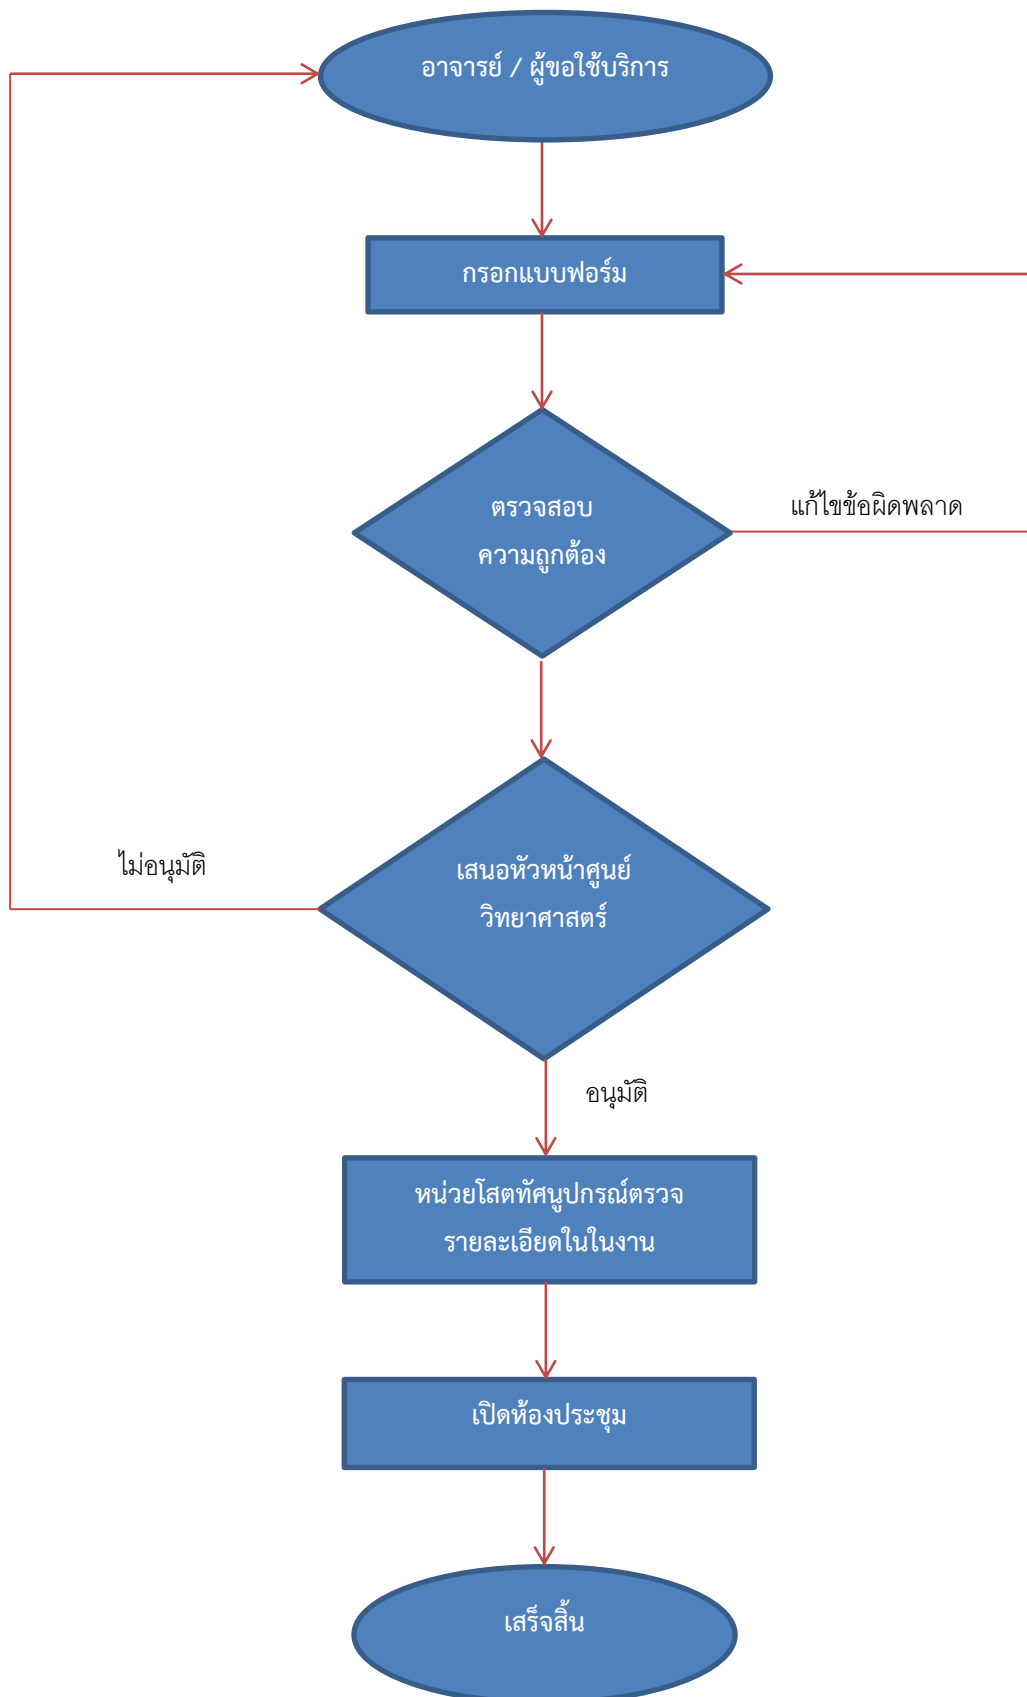 อาจารย์ / ผู้ขอใช้บริการ
กรอกแบบฟอร์ม
ตรวจสอบ
ความถูกต้อง
แก้ไขข้อผิดพลาด
เสนอหัวหน้าศูนย์
วิทยาศาสตร์
ไม่อนุมัติ
อนุมัติ
หน่วยโสตทัศนูปกรณ์ตรวจ
รายละเอียดในในงาน
เปิดห้องประชุม
เสร็จสิ้น